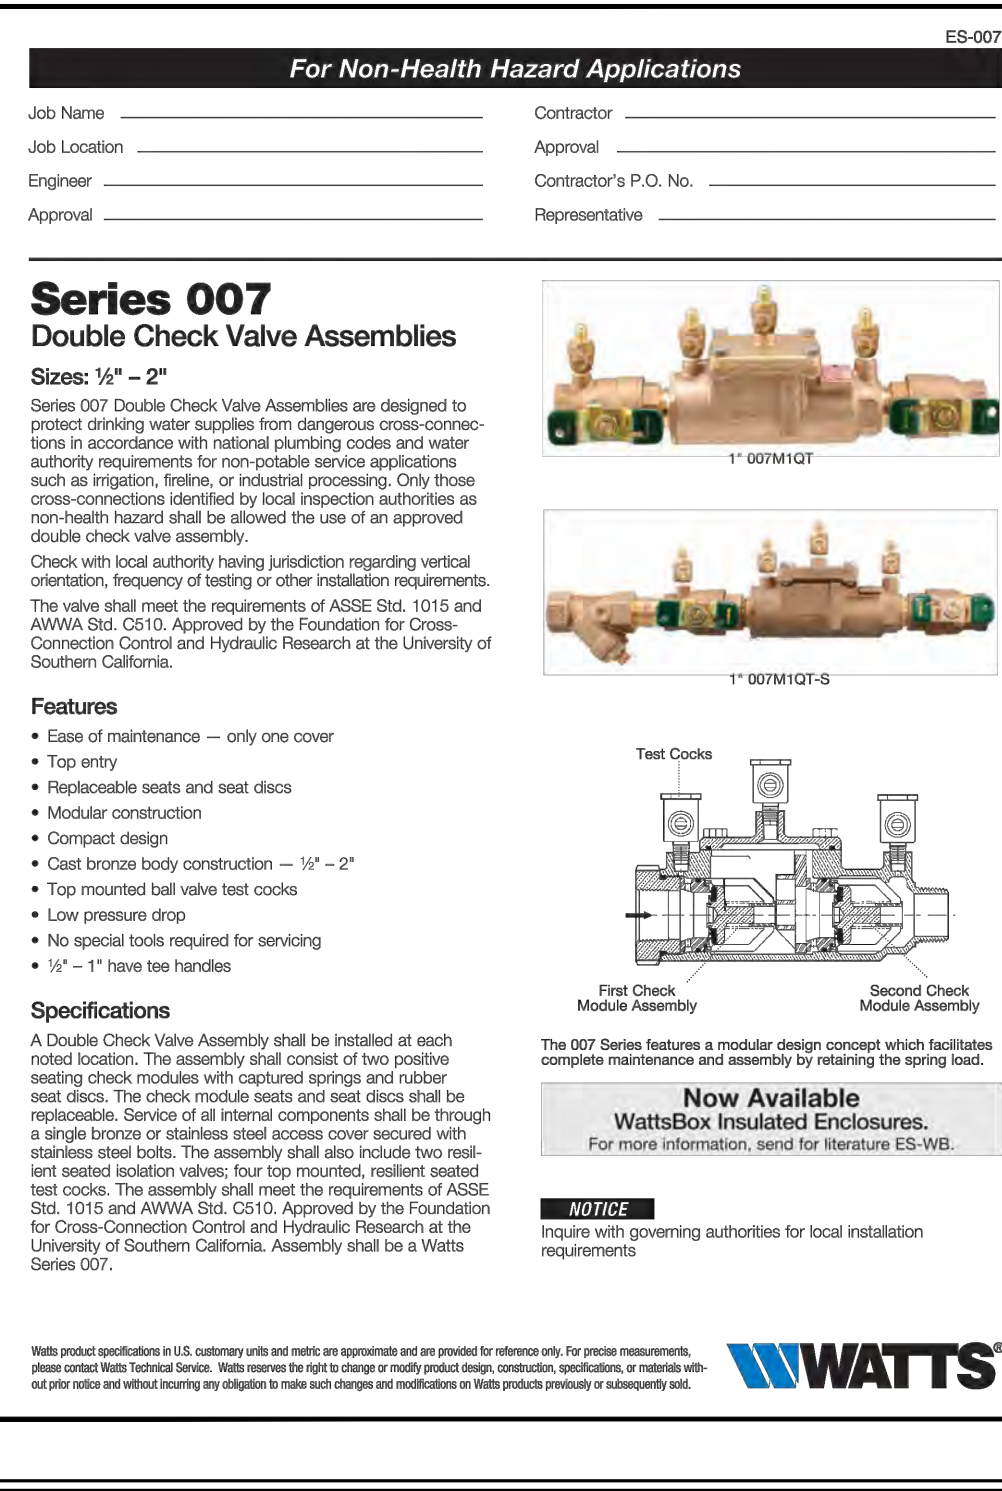 ES-007
For Non-Health Hazard Applications
Job Name
Job Location
Engineer
Approval
Contractor
Approval
Contractor's P.O. No.
Representative
Series 007
Double Check Valve Assemblies
Sizes: ½" – 2"
Series 007 Double Check Valve Assemblies are designed to
protect drinking water supplies from dangerous cross-connec-
tions in accordance with national plumbing codes and water
authority requirements for non-potable service applications
such as irrigation, fireline, or industrial processing. Only those
cross-connections identified by local inspection authorities as
non-health hazard shall be allowed the use of an approved
double check valve assembly.
Check with local authority having jurisdiction regarding vertical
orientation, frequency of testing or other installation requirements.
The valve shall meet the requirements of ASSE Std. 1015 and
AWWA Std. C510. Approved by the Foundation for Cross-
Connection Control and Hydraulic Research at the University of
Southern California.
Features
• Ease of maintenance — only one cover
• Top entry
• Replaceable seats and seat discs
• Modular construction
• Compact design
• Cast bronze body construction — ½" – 2"
• Top mounted ball valve test cocks
• Low pressure drop
• No special tools required for servicing
• ½" – 1" have tee handles
Specifications
A Double Check Valve Assembly shall be installed at each
noted location. The assembly shall consist of two positive
seating check modules with captured springs and rubber
seat discs. The check module seats and seat discs shall be
replaceable. Service of all internal components shall be through
a single bronze or stainless steel access cover secured with
stainless steel bolts. The assembly shall also include two resil-
ient seated isolation valves; four top mounted, resilient seated
test cocks. The assembly shall meet the requirements of ASSE
Std. 1015 and AWWA Std. C510. Approved by the Foundation
for Cross-Connection Control and Hydraulic Research at the
University of Southern California. Assembly shall be a Watts
Series 007.
1" 007M1QT
1" 007M1QT-S
Test Cocks
First Check
Module Assembly
Second Check
Module Assembly
The 007 Series features a modular design concept which facilitates
complete maintenance and assembly by retaining the spring load.
Now Available
WattsBox Insulated Enclosures.
For more information, send for literature ES-WB.
NOTICE
Inquire with governing authorities for local installation
requirements
Watts product specifications in U.S. customary units and metric are approximate and are provided for reference only. For precise measurements,
please contact Watts Technical Service. Watts reserves the right to change or modify product design, construction, specifications, or materials with-
out prior notice and without incurring any obligation to make such changes and modifications on Watts products previously or subsequently sold.
WATTS®